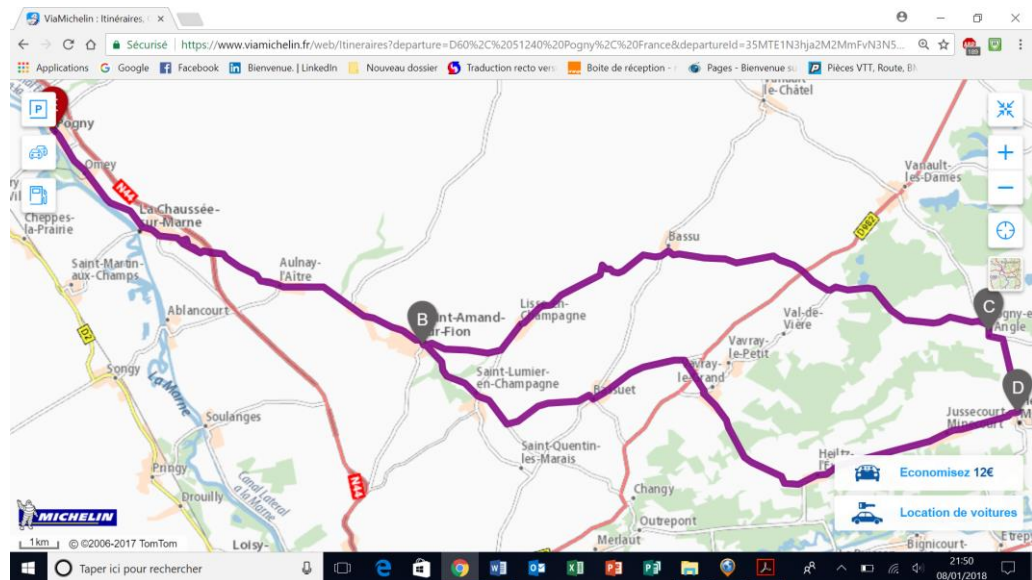 ViaMichelin : Itinéraires.
Sécurisé https://www.viamichelin.fr/web/Itineraires?departure=D60%2C%2051240%20Pogny%2C%20France&departureId=35MTE1N3hja2M2MmFvN3N5...
Applications Google Facebook Bienvenue. | LinkedIn Nouveau dossier Traduction recto vers Boite de réception - Pages - Bienvenue su Pièces VTT, Route, BM
le-Châtel
P
Pogny
Omey
N44
Vanault-
les-Dames
Cheppes-
la-Prairie
La Chaussée-
sur-Marne
D982
Bassu
Saint-Martin-
aux-Champs
Aulnay-
l'Aître
Ablancourt
B
Saint-Amand-
sur-Fion
Lisse-en-
Champagne
Val-de-
Vière
C
Angle
D2
Vavray-
le-Petit
Songy
La Marne
Saint-Lumier-
en-Champagne
Bassuet
le-Grand
D
Soulanges
Jussecourt-
Minecourt
Saint-Quentin-
les-Marais
Pringy
Canal Latéral
à la Marne
N44
Drouilly
Changy
Economisez 12€
MICHELIN
Outrepont
Location de voitures
1km © ©2006-2017 TomTom
Loisy-
Merlaut
Bignicourt-
Etrep
Taper ici pour rechercher
21:50
08/01/2018